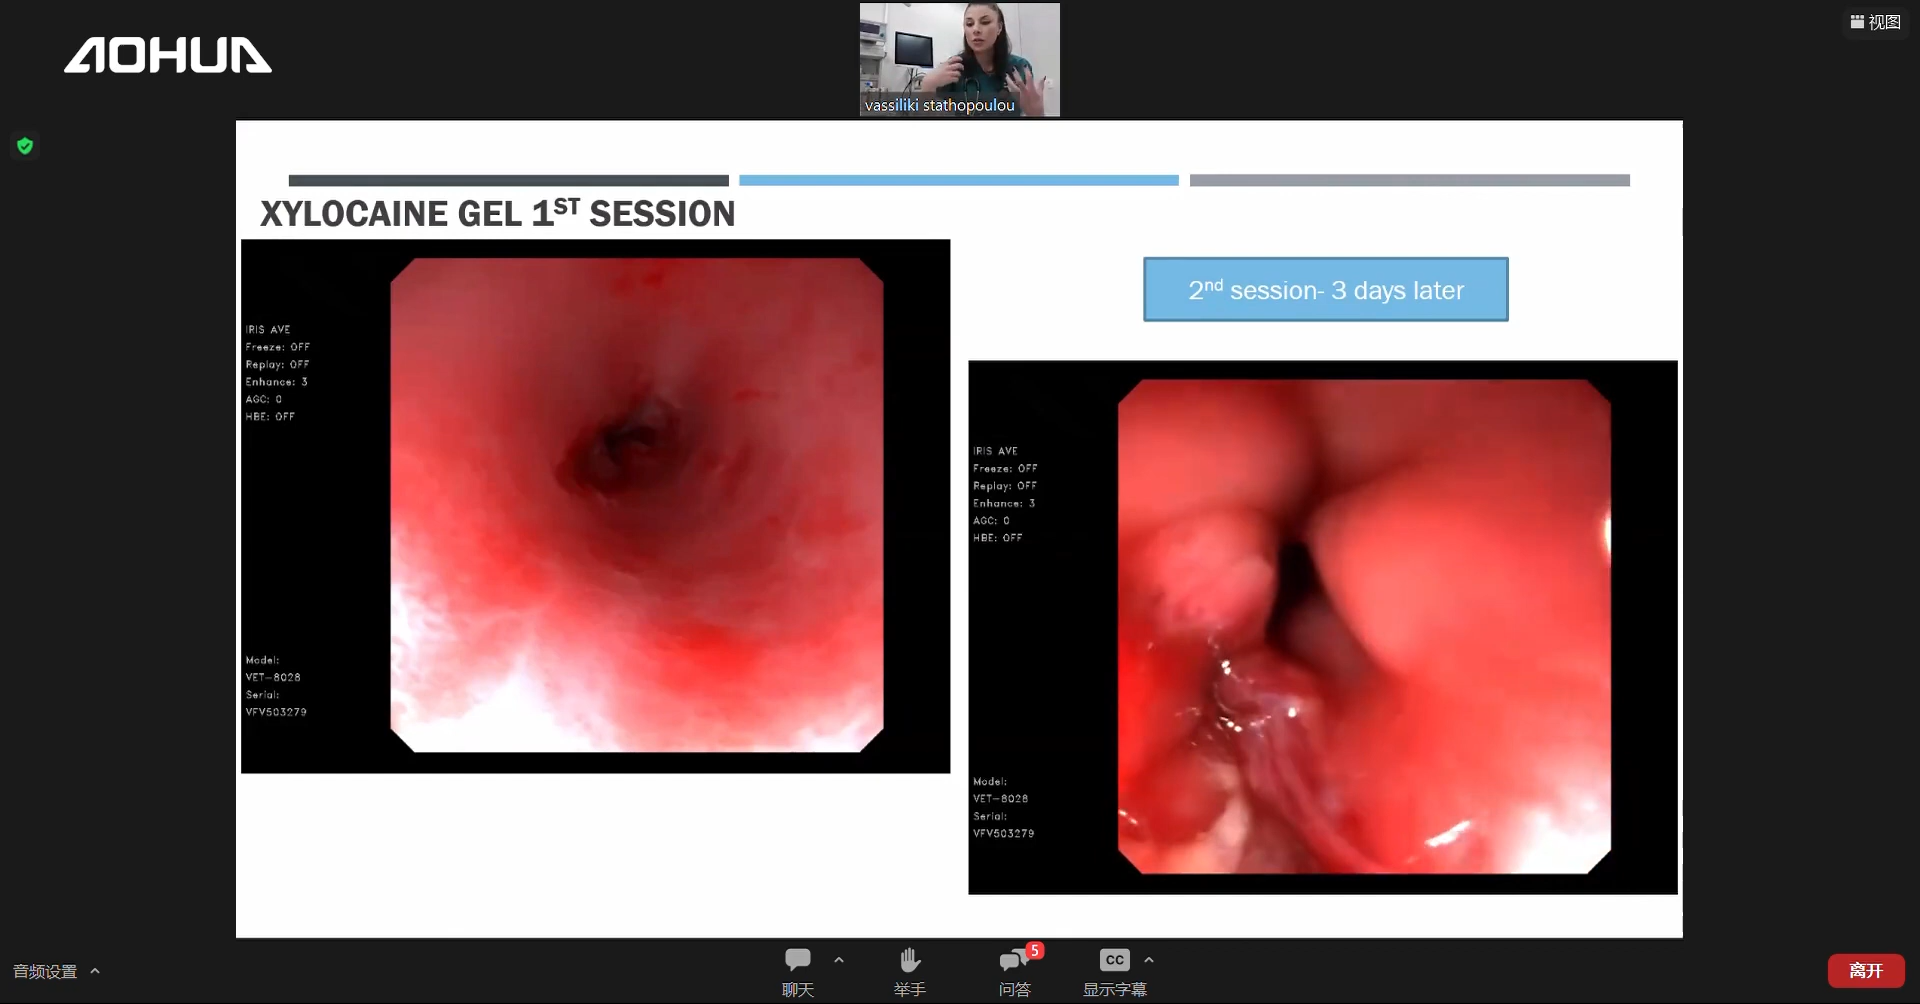 AOHUA
视图
vassiliki stathopoulou
XYLOCAINE GEL 1ST SESSION
2nd session- 3 days later
IRIS AVE
Freeze: OFF
Replay: OFF
Enhance: 3
AGC: 0
HBE: OFF
Model:
VET-8028
Serial:
VFV503279
IRIS AVE
Freeze: OFF
Replay: OFF
Enhance: 3
AGC: 0
HBE: OFF
Model:
VET-8028
Serial:
VFV503279
音频设置
聊天
举手
5
问答
CC
显示字幕
离开